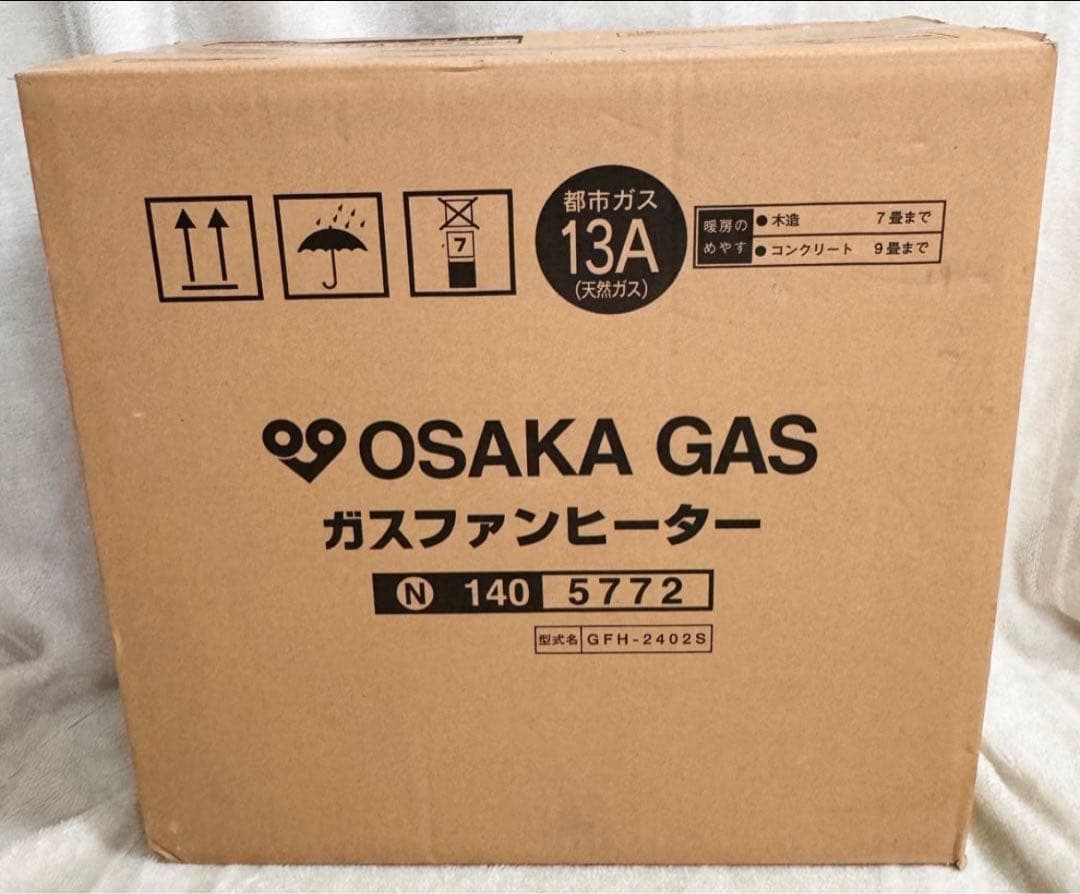 7
都市ガス
13A
(天然ガス)
暖房の
めやす
●木造 7畳まで
●コンクリート 9畳まで
OSAKA GAS
ガスファンヒーター
N 140 5772
型式名 GFH-2402S